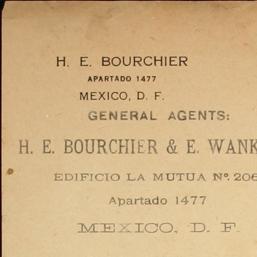 H. E. BOURCHIER
APARTADO 1477
MEXICO, D. F.
GENERAL AGENTS:
H. E. BOURCHIER & E. WANK
EDIFICIO LA MUTUA Nº. 206
Apartado 1477
MEXICO, D. F.